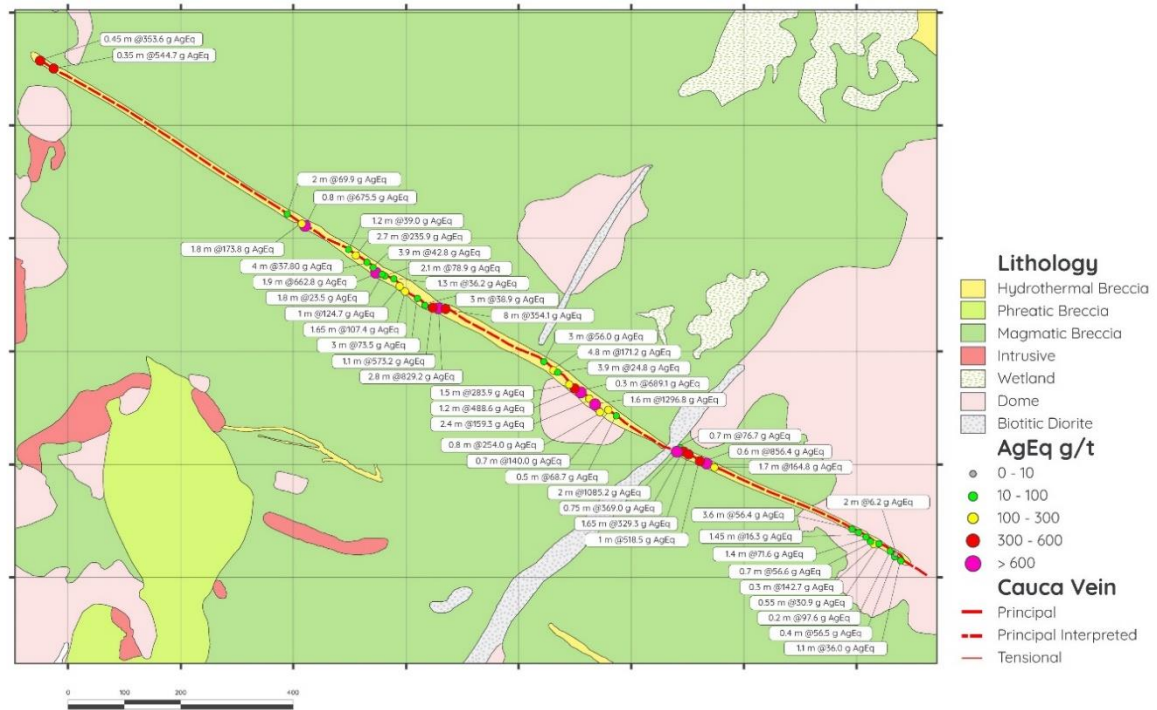 0.45 m @353.6 g AgEq
0.35 m @544.7 g AgEq
2 m @69.9 g AgEq
0.8 m @675.5 g AgEq
1.2 m @39.0 g AgEq
2.7 m @235.9 g AgEq
1.8 m @173.8 g AgEq
3.9 m @42.8 g AgEq
4 m @37.80 g AgEq
2.1 m @78.9 g AgEq
1.9 m @662.8 g AgEq
1.3 m @36.2 g AgEq
1.8 m @23.5 g AgEq
3 m @38.9 g AgEq
1 m @124.7 g AgEq
8 m @354.1 g AgEq
1.65 m @107.4 g AgEq
3 m @73.5 g AgEq
1.1 m @573.2 g AgEq
2.8 m @829.2 g AgEq
3 m @56.0 g AgEq
4.8 m @171.2 g AgEq
3.9 m @24.8 g AgEq
0.3 m @689.1 g AgEq
1.6 m @1296.8 g AgEq
1.5 m @283.9 g AgEq
1.2 m @488.6 g AgEq
2.4 m @159.3 g AgEq
0.8 m @254.0 g AgEq
0.7 m @140.0 g AgEq
0.5 m @68.7 g AgEq
2 m @1085.2 g AgEq
0.75 m @369.0 g AgEq
1.65 m @329.3 g AgEq
1 m @518.5 g AgEq
0.7 m @76.7 g AgEq
0.6 m @856.4 g AgEq
1.7 m @164.8 g AgEq
2 m @6.2 g AgEq
3.6 m @56.4 g AgEq
1.45 m @16.3 g AgEq
1.4 m @71.6 g AgEq
0.7 m @56.6 g AgEq
0.3 m @142.7 g AgEq
0.55 m @30.9 g AgEq
0.2 m @97.6 g AgEq
0.4 m @56.5 g AgEq
1.1 m @36.0 g AgEq
Lithology
Hydrothermal Breccia
Phreatic Breccia
Magmatic Breccia
Intrusive
Wetland
Dome
Biotitic Diorite
AgEq g/t
0 - 10
10 - 100
100 - 300
300 - 600
> 600
Cauca Vein
Principal
Principal Interpreted
Tensional
0 100 200 400